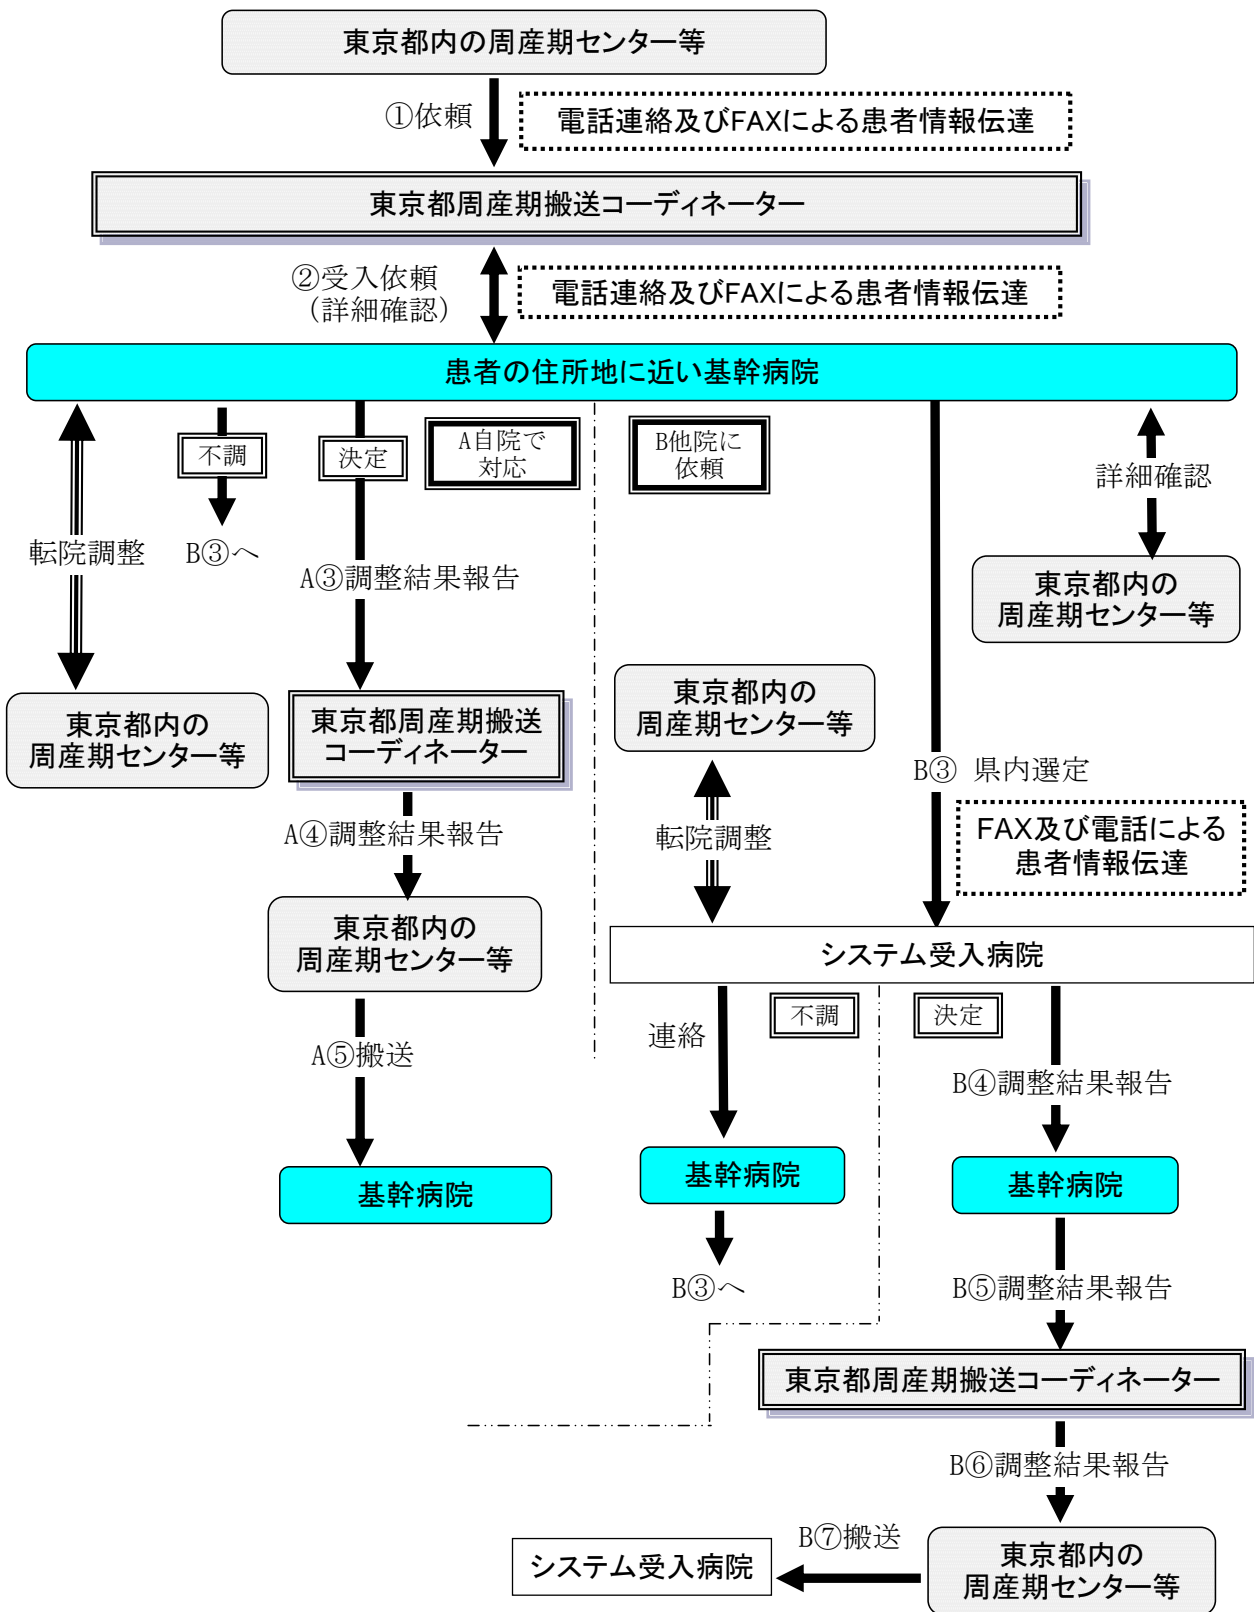 東京都内の周産期センター等
①依頼
電話連絡及びFAXによる患者情報伝達
東京都周産期搬送コーディネーター
②受入依頼
（詳細確認）
電話連絡及びFAXによる患者情報伝達
患者の住所地に近い基幹病院
不調
決定
A自院で
対応
B他院に
依頼
詳細確認
転院調整
B③へ
A③調整結果報告
東京都内の
周産期センター等
東京都内の
周産期センター等
東京都周産期搬送
コーディネーター
東京都内の
周産期センター等
B③ 県内選定
A④調整結果報告
転院調整
FAX及び電話による
患者情報伝達
東京都内の
周産期センター等
システム受入病院
不調
決定
連絡
A⑤搬送
B④調整結果報告
基幹病院
基幹病院
基幹病院
B③へ
B⑤調整結果報告
東京都周産期搬送コーディネーター
B⑥調整結果報告
B⑦搬送
システム受入病院
東京都内の
周産期センター等